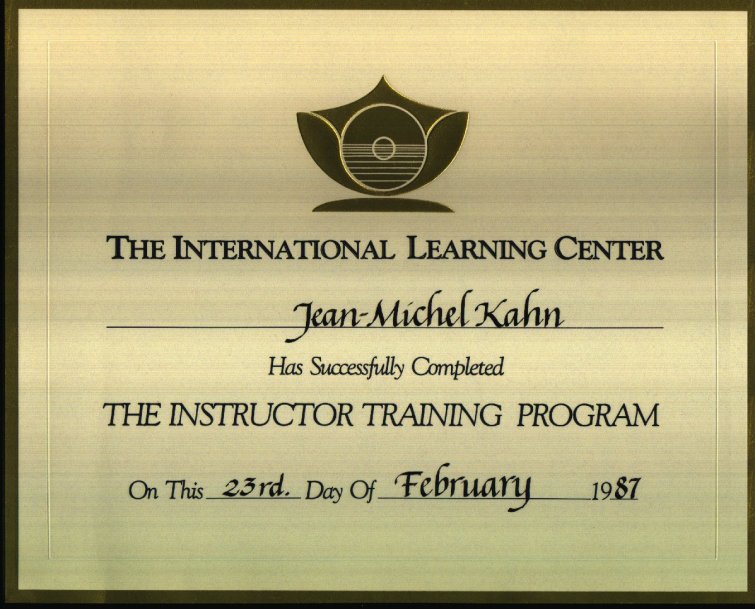 THE INTERNATIONAL LEARNING CENTER
Jean-Michel Kahn
Has Successfully Completed
THE INSTRUCTOR TRAINING PROGRAM
On This 23rd. Day Of February 1987